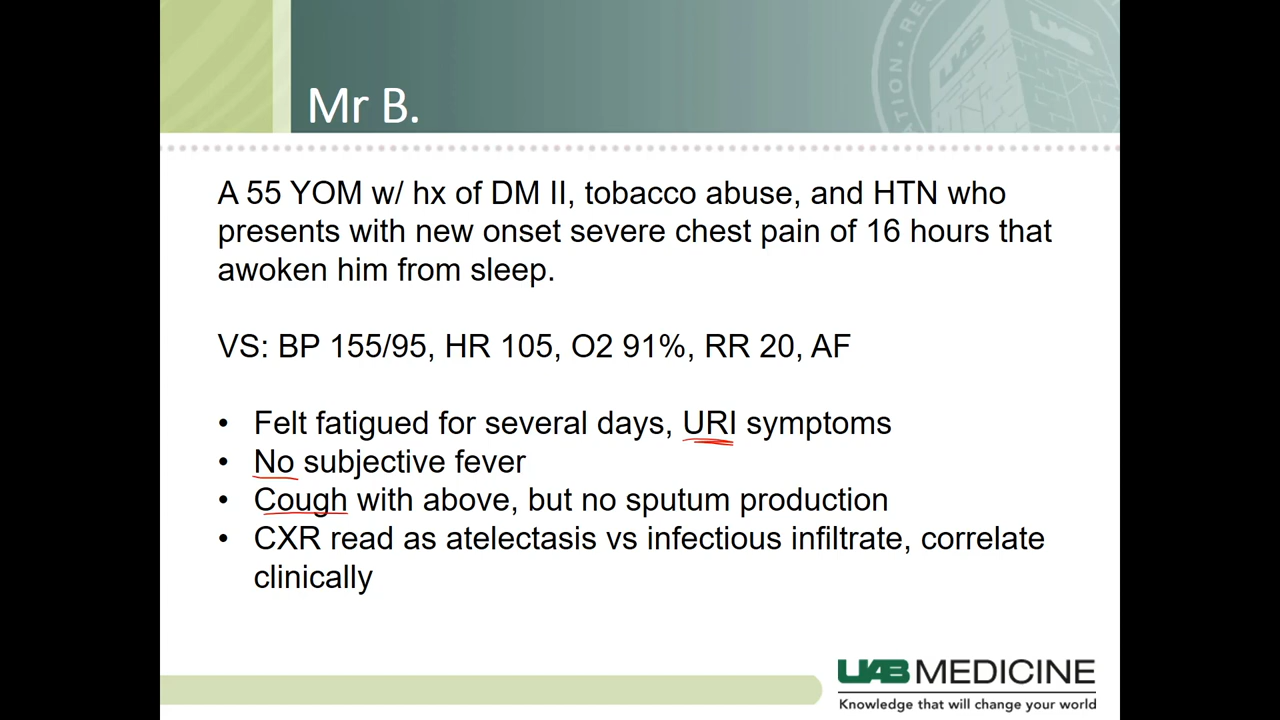 Mr B.
A 55 YOM w/ hx of DM II, tobacco abuse, and HTN who
presents with new onset severe chest pain of 16 hours that
awoken him from sleep.
VS: BP 155/95, HR 105, O2 91%, RR 20, AF
• Felt fatigued for several days, URI symptoms
• No subjective fever
• Cough with above, but no sputum production
• CXR read as atelectasis vs infectious infiltrate, correlate
clinically
UAB MEDICINE
Knowledge that will change your world